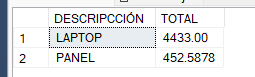 DESCRIPCCIÓN TOTAL
1 LAPTOP 4433.00
2 PANEL 452.5878